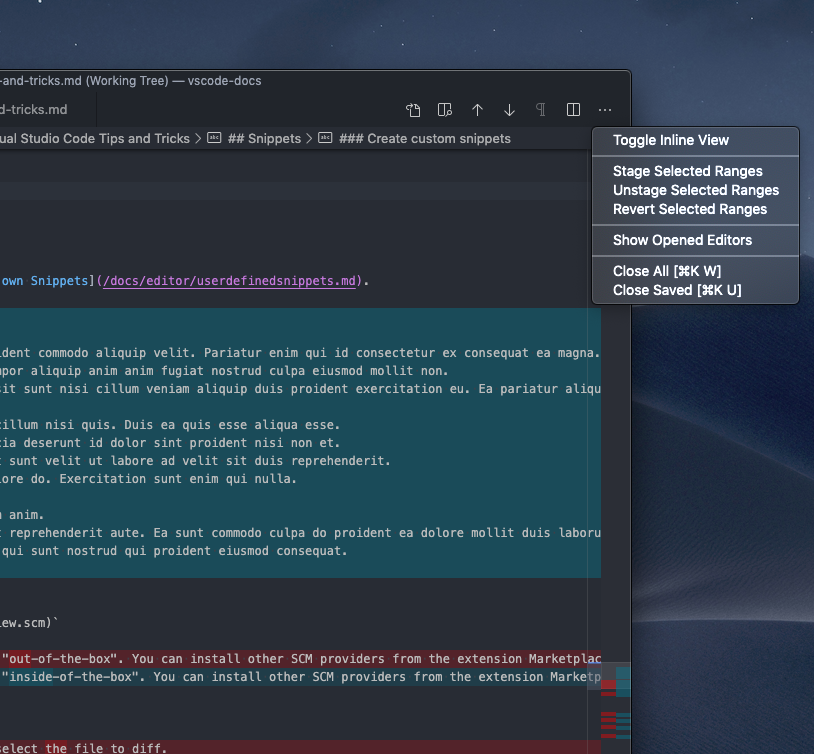 -and-tricks.md (Working Tree) — vscode-docs
d-tricks.md
ual Studio Code Tips and Tricks > abc ## Snippets > abc ### Create custom snippets
Toggle Inline View
Stage Selected Ranges
Unstage Selected Ranges
Revert Selected Ranges
Show Opened Editors
Close All [⌘K W]
Close Saved [⌘K U]
own Snippets](/docs/editor/userdefinedsnippets.md).
ident commodo aliquip velit. Pariatur enim qui id consectetur ex consequat ea magna.
mpor aliquip anim anim fugiat nostrud culpa eiusmod mollit non.
sit sunt nisi cillum veniam aliquip duis proident exercitation eu. Ea pariatur aliqu
cillum nisi quis. Duis ea quis esse aliqua esse.
cia deserunt id dolor sint proident nisi non et.
t sunt velit ut labore ad velit sit duis reprehenderit.
ore do. Exercitation sunt enim qui nulla.
anim.
t reprehenderit aute. Ea sunt commodo culpa do proident ea dolore mollit duis laboru
qui sunt nostrud qui proident eiusmod consequat.
iew.scm)`
"out-of-the-box". You can install other SCM providers from the extension Marketplac
"inside-of-the-box". You can install other SCM providers from the extension Marketp
select the file to diff.